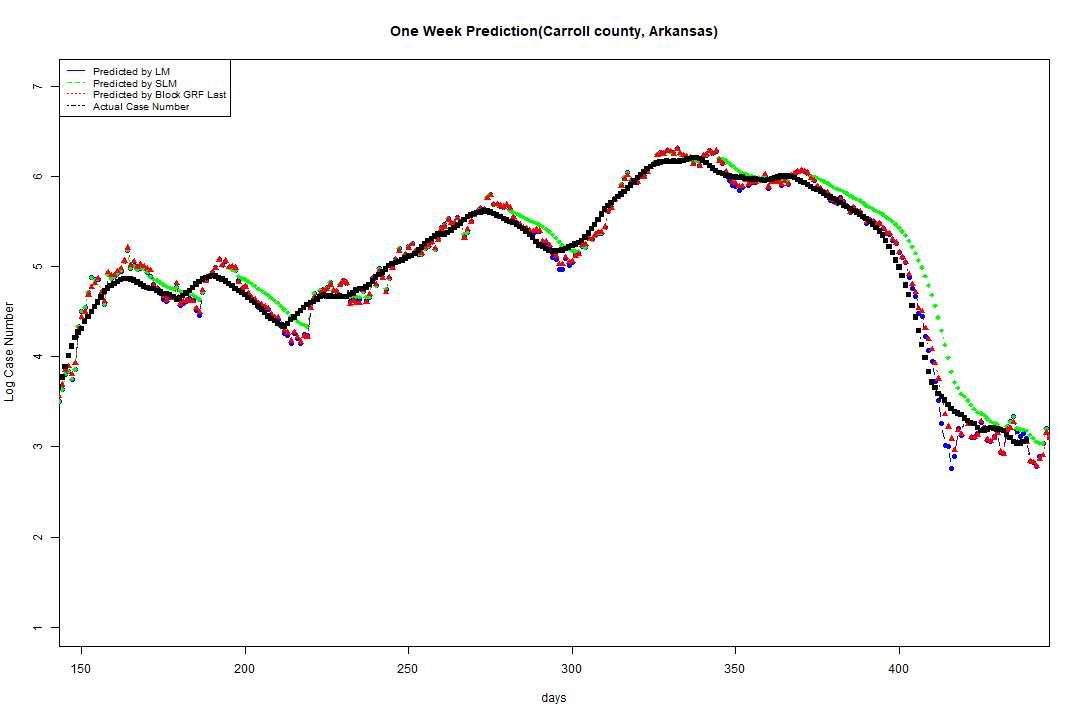 One Week Prediction(Carroll county, Arkansas)
Predicted by LM
Predicted by SLM
Predicted by Block GRF Last
Actual Case Number
7
6
5
4
3
2
1
Log Case Number
150 200 250 300 350 400
days